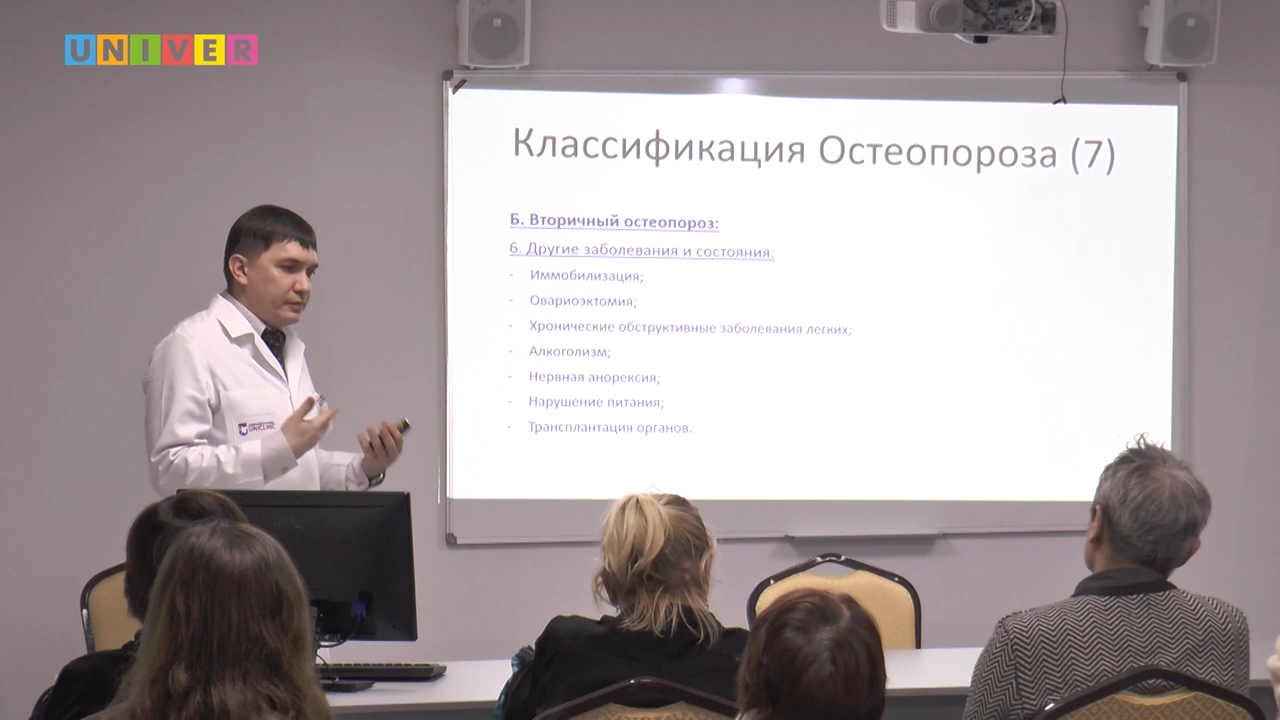 UNIVER
Классификация Остеопороза (7)
Б. Вторичный остеопороз:
6. Другие заболевания и состояния:
- Иммобилизация;
- Овариоэктомия;
- Хронические обструктивные заболевания легких;
- Алкоголизм;
- Нервная анорексия;
- Нарушение питания;
- Трансплантация органов.
UNICLINIC